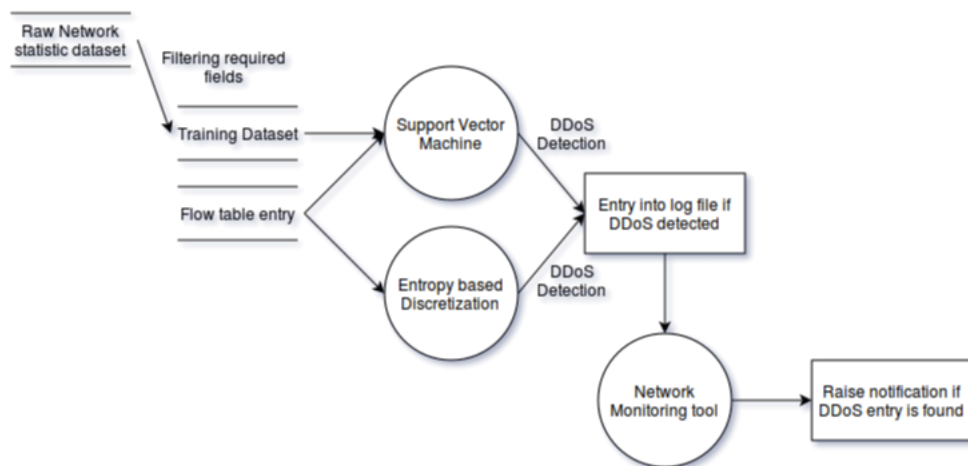 Raw Network
statistic dataset
Filtering required
fields
Training Dataset
Flow table entry
Support Vector
Machine
Entropy based
Discretization
DDoS
Detection
DDoS
Detection
Entry into log file if
DDoS detected
Network
Monitoring tool
Raise notification if
DDoS entry is found